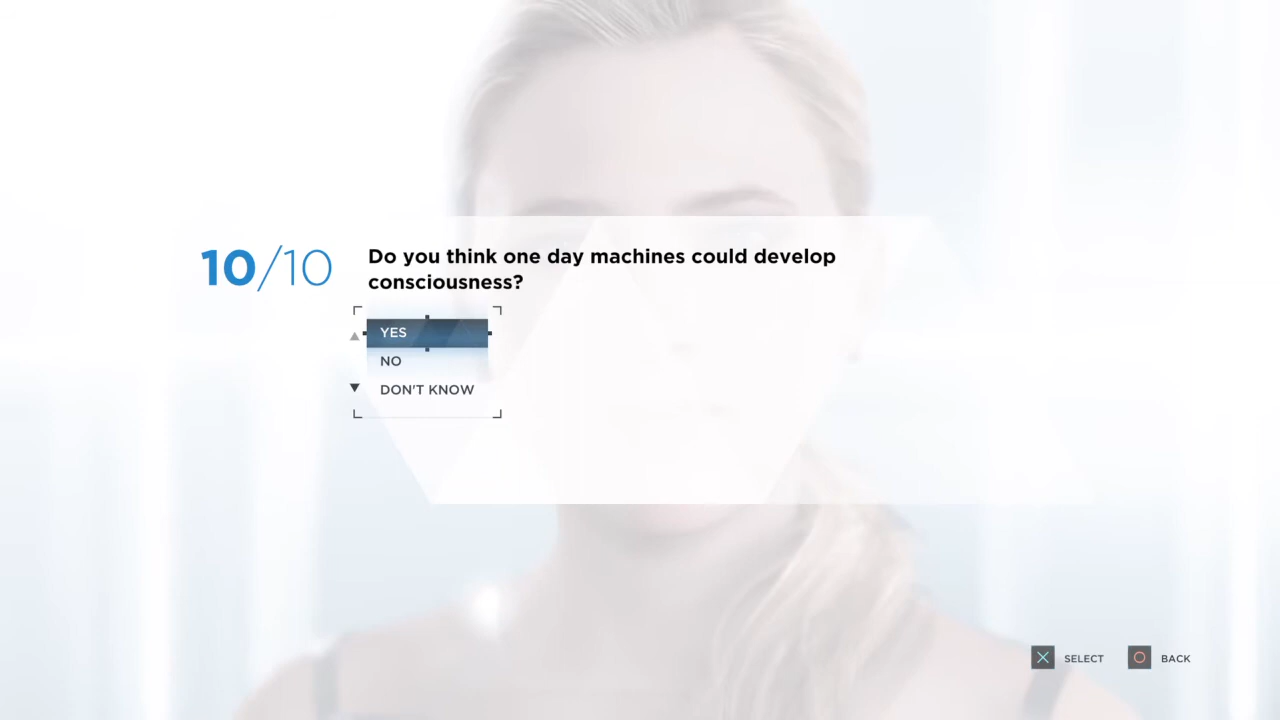 10/10
Do you think one day machines could develop
consciousness?
YES
NO
DON'T KNOW
SELECT
BACK